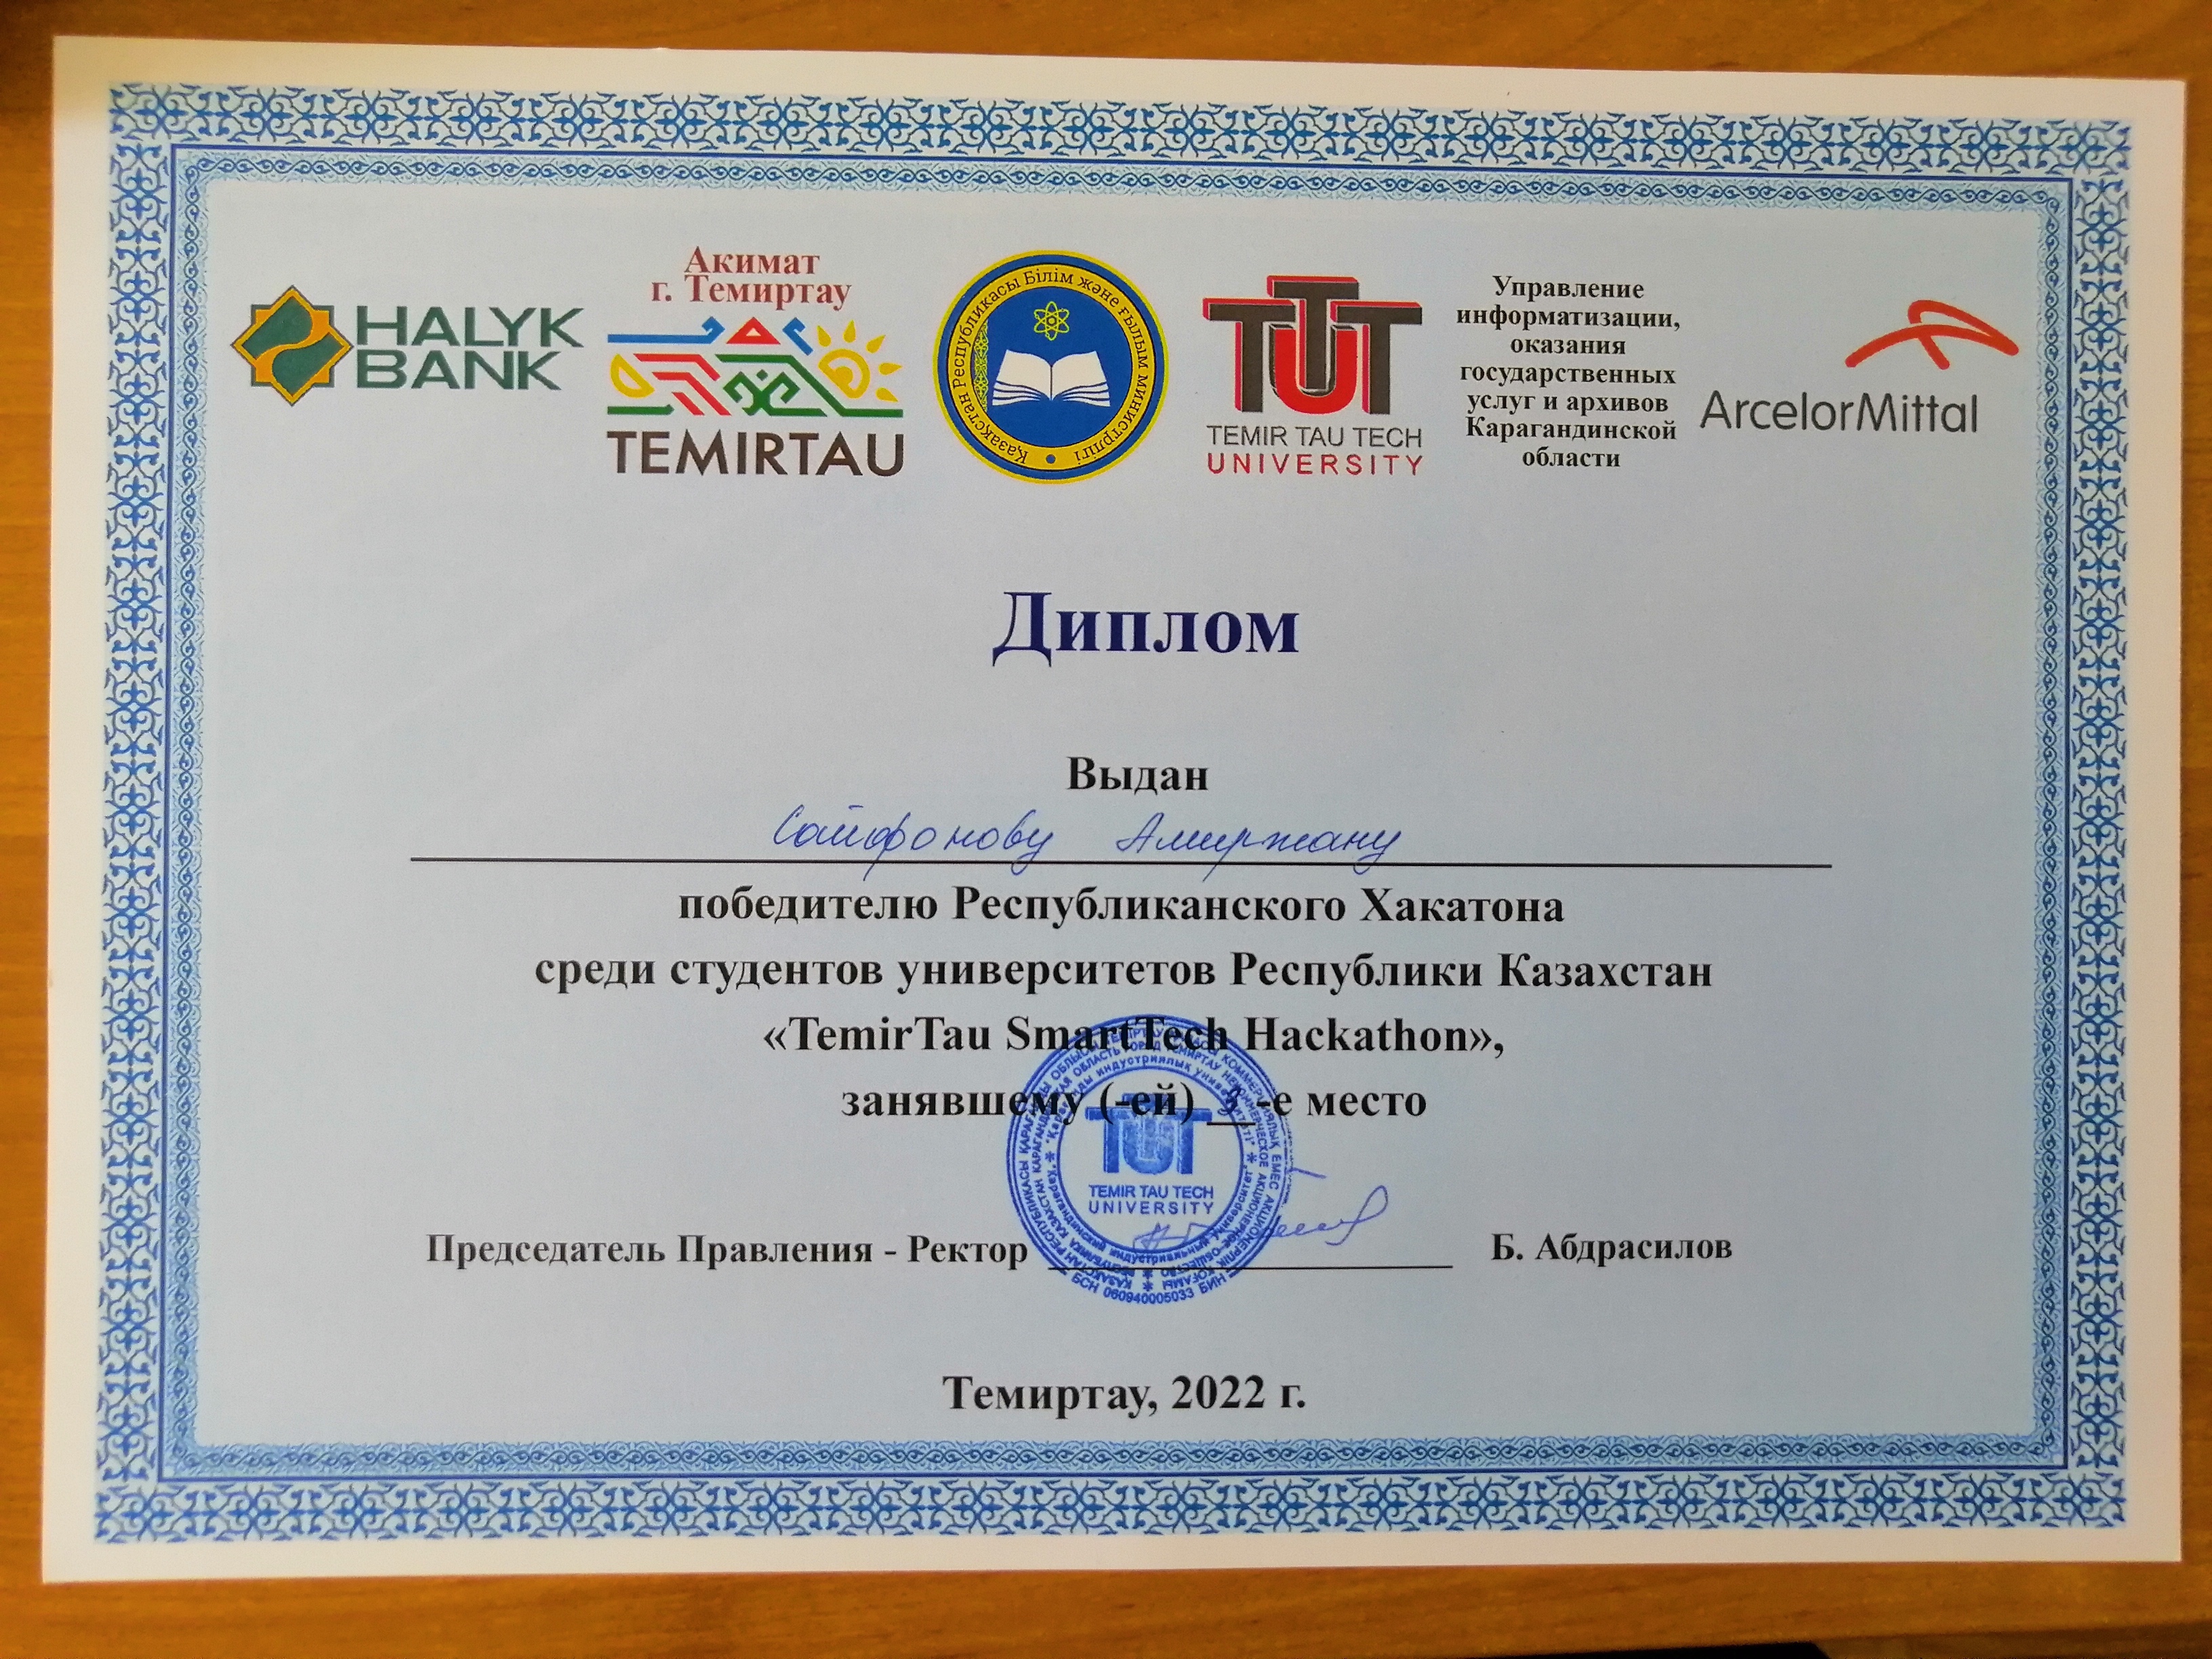 HALYK
BANK
Акимат
г. Темиртау
TEMIRTAU
Қазақстан Республикасы Білім және ғылым министрлігі
TUT
TEMIR TAU TECH
UNIVERSITY
Управление
информатизации,
оказания
государственных
услуг и архивов
Карагандинской
области
ArcelorMittal
Диплом
Выдан
Сайфонову Амиржану
победителю Республиканского Хакатона
среди студентов университетов Республики Казахстан
«TemirTau SmartTech Hackathon»,
занявшему (-ей) 3 -е место
TUT
TEMIR TAU TECH
UNIVERSITY
БСН 060940005033 БИН
Председатель Правления - Ректор
Б. Абдрасилов
Темиртау, 2022 г.